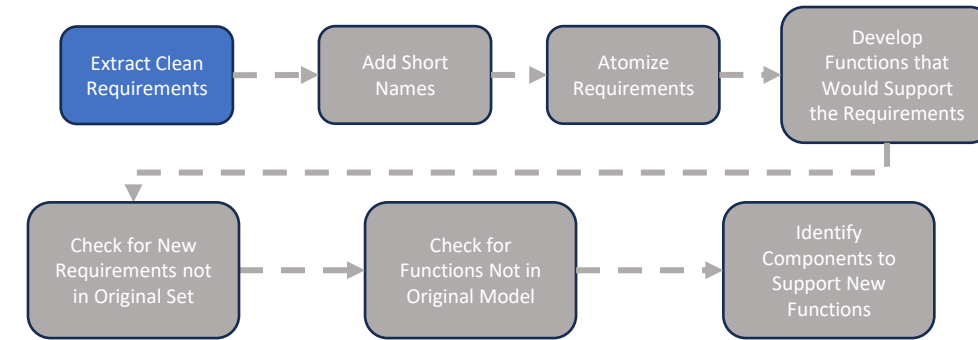 Extract Clean
Requirements
Add Short
Names
Atomize
Requirements
Develop
Functions that
Would Support
the Requirements
Check for New
Requirements not
in Original Set
Check for
Functions Not in
Original Model
Identify
Components to
Support New
Functions